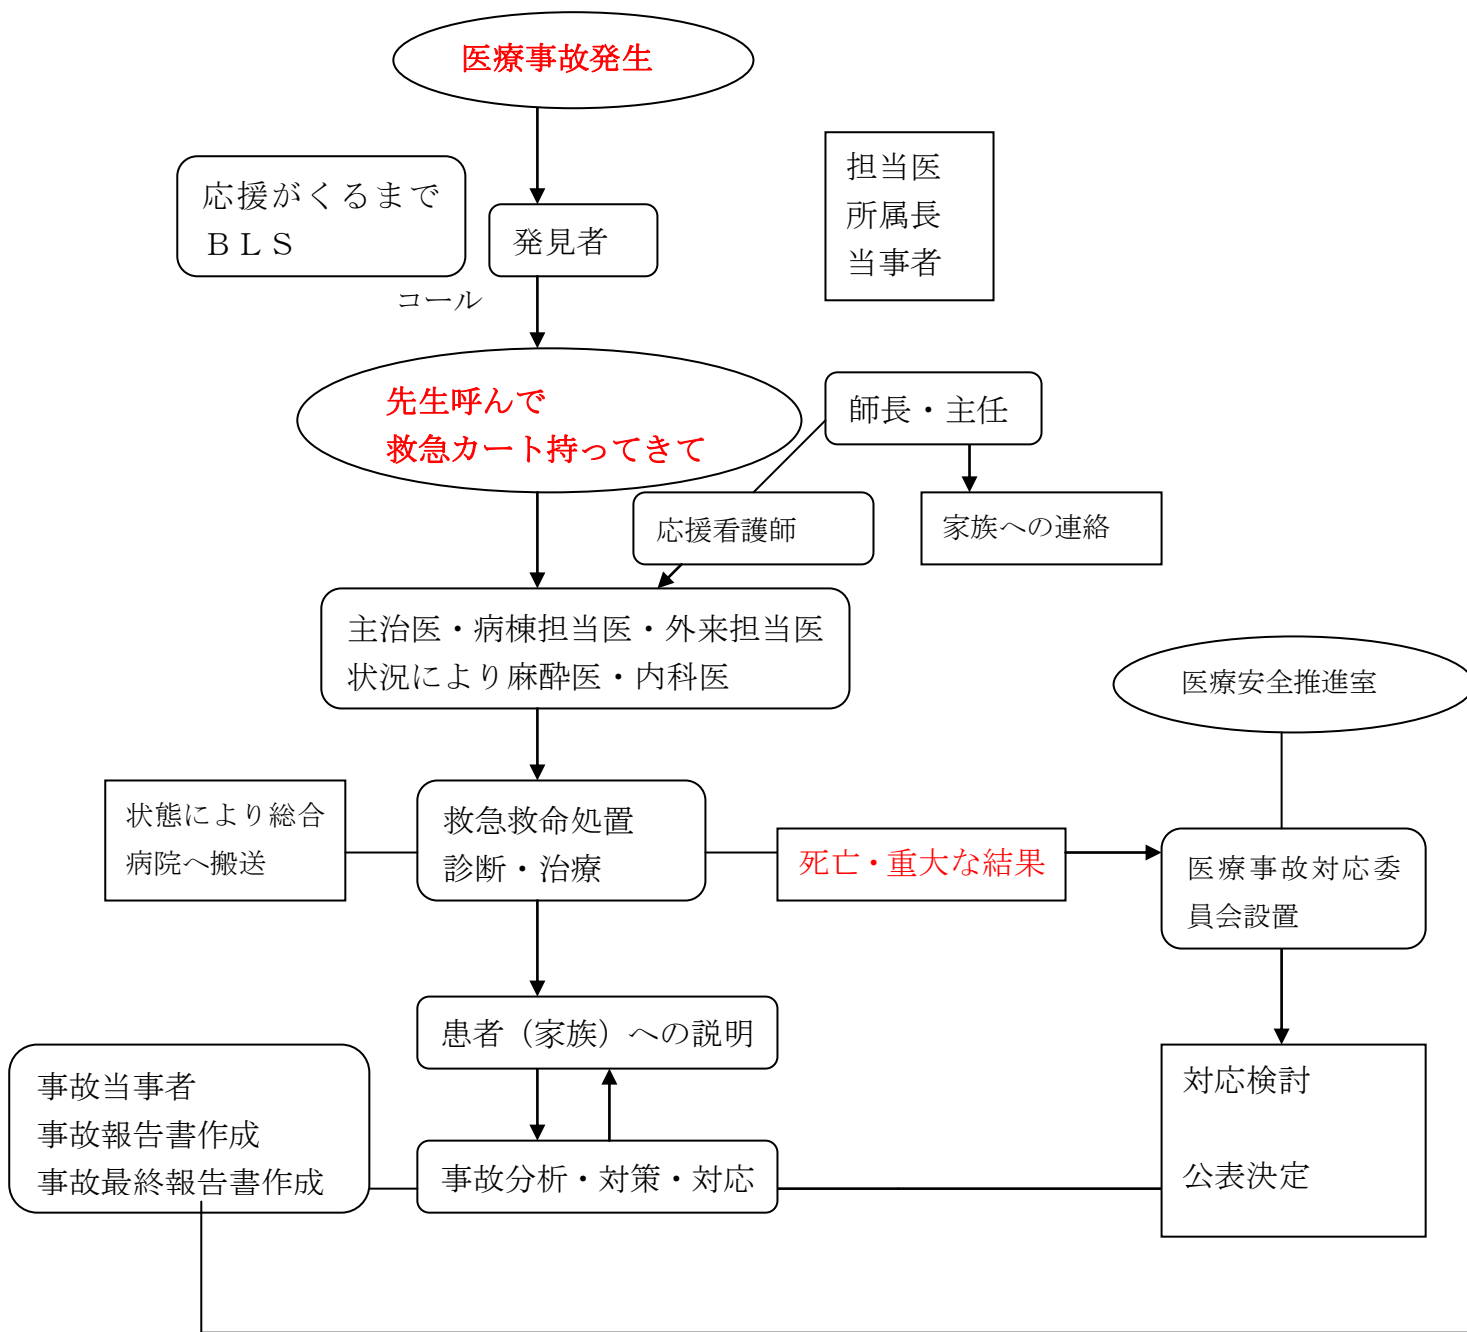 医療事故発生
応援がくるまで
ＢＬＳ
発見者
担当医
所属長
当事者
コール
先生呼んで
救急カート持ってきて
師長・主任
応援看護師
家族への連絡
主治医・病棟担当医・外来担当医
状況により麻酔医・内科医
医療安全推進室
状態により総合
病院へ搬送
救急救命処置
診断・治療
死亡・重大な結果
医療事故対応委
員会設置
患者（家族）への説明
事故当事者
事故報告書作成
事故最終報告書作成
事故分析・対策・対応
対応検討
公表決定